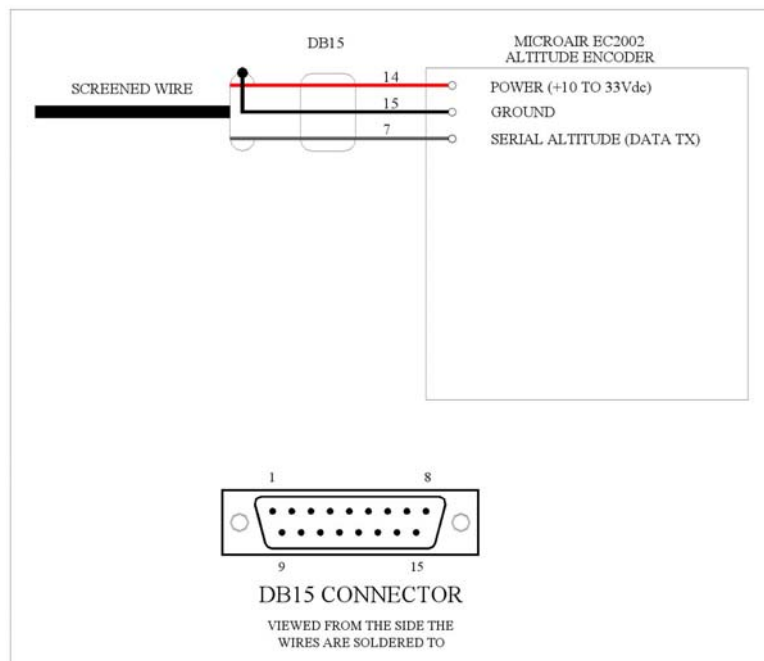 DB15
MICROAIR EC2002
ALTITUDE ENCODER
SCREENED WIRE
14
POWER (+10 TO 33Vdc)
15
GROUND
7
SERIAL ALTITUDE (DATA TX)
1
8
9
15
DB15 CONNECTOR
VIEWED FROM THE SIDE THE
WIRES ARE SOLDERED TO